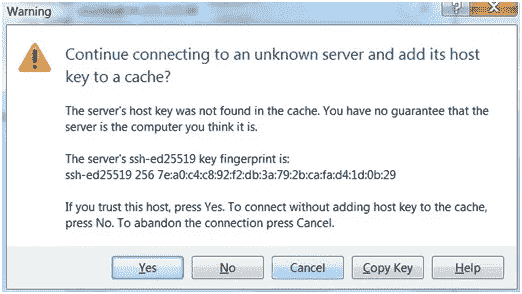 Warning
?
Continue connecting to an unknown server and add its host
key to a cache?
The server's host key was not found in the cache. You have no guarantee that the
server is the computer you think it is.
The server's ssh-ed25519 key fingerprint is:
ssh-ed25519 256 7e:a0:c4:c8:92:f2:db:3a:79:2b:ca:fa:d4:1d:0b:29
If you trust this host, press Yes. To connect without adding host key to the cache,
press No. To abandon the connection press Cancel.
Yes No Cancel Copy Key Help